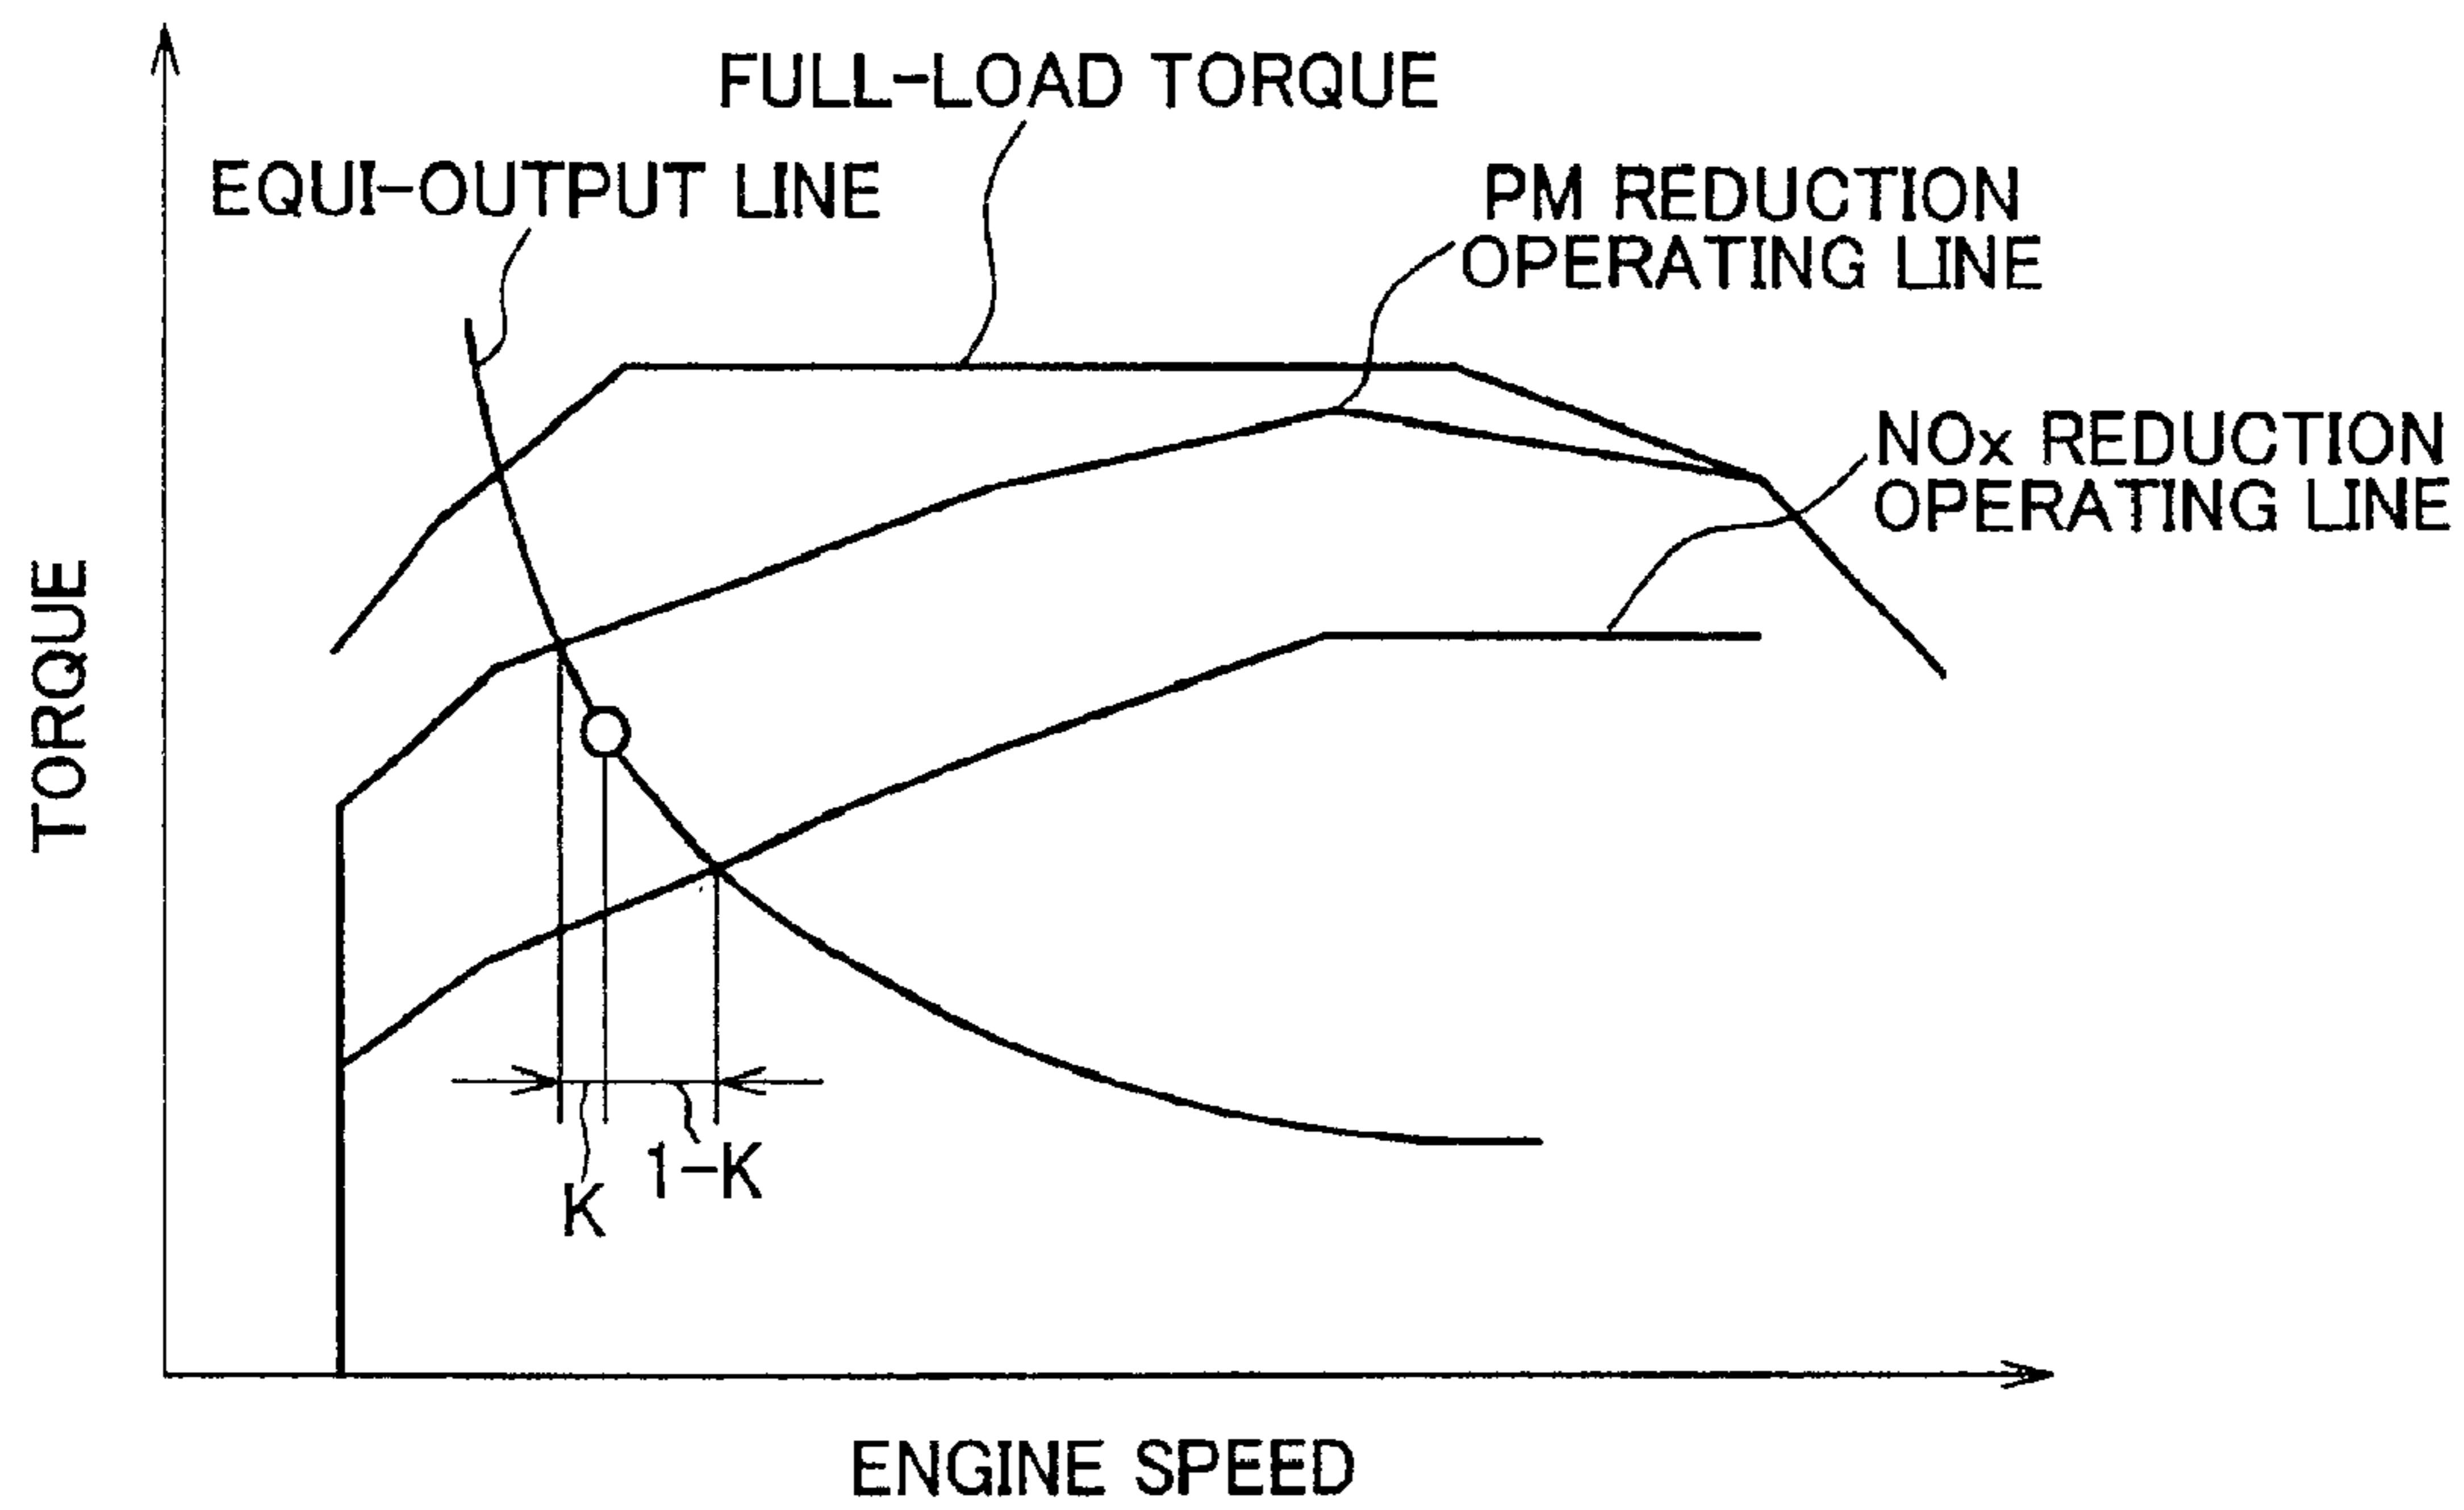 FULL-LOAD TORQUE
EQUI-OUTPUT LINE
PM REDUCTION
OPERATING LINE
NOx REDUCTION
OPERATING LINE
TORQUE
1-K
K
ENGINE SPEED